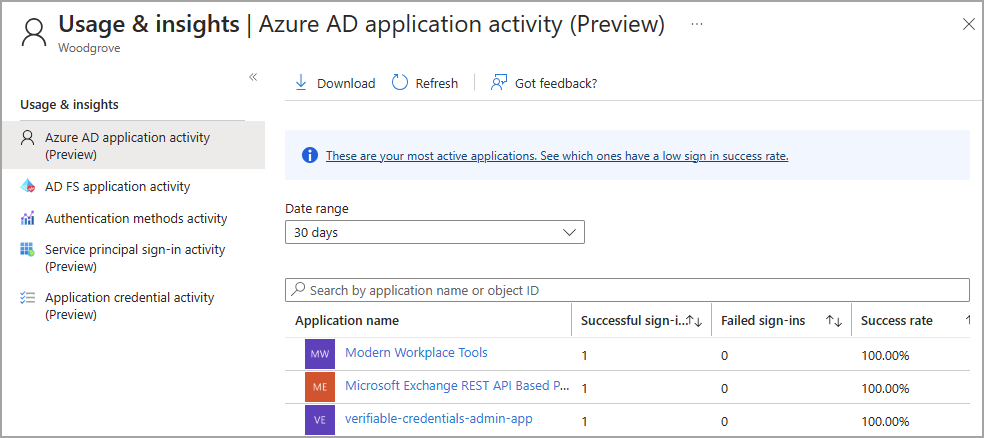 Usage & insights | Azure AD application activity (Preview) ...
Woodgrove
«
Usage & insights
Azure AD application activity
(Preview)
AD FS application activity
Authentication methods activity
Service principal sign-in activity
(Preview)
Application credential activity
(Preview)
Download Refresh Got feedback?
These are your most active applications. See which ones have a low sign in success rate.
Date range
30 days
Search by application name or object ID
Application name Successful sign-i... Failed sign-ins Success rate
MW Modern Workplace Tools 1 0 100.00%
ME Microsoft Exchange REST API Based P... 1 0 100.00%
VE verifiable-credentials-admin-app 1 0 100.00%